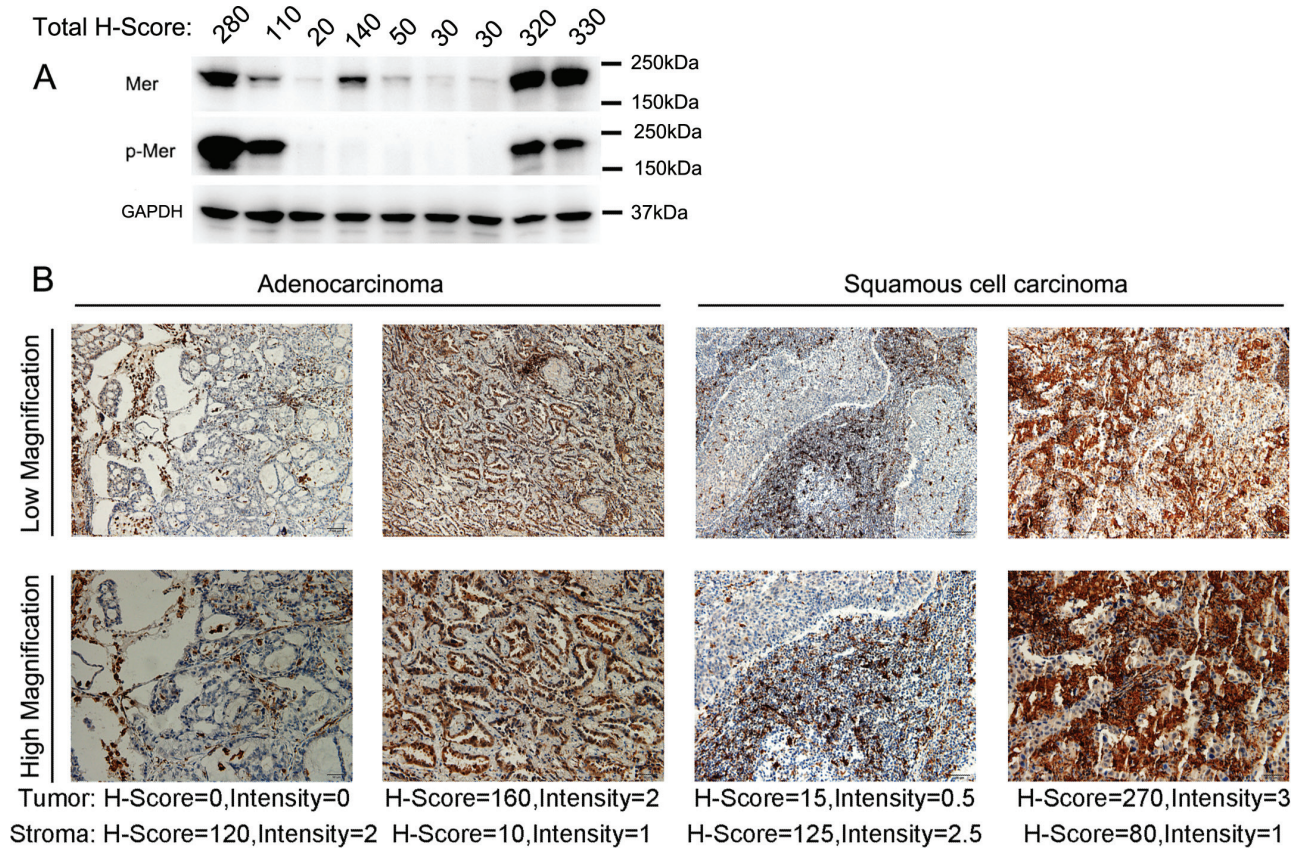 Total H-Score: 280 110 20 140 50 30 30 320 330
A
Mer
250kDa
150kDa
p-Mer
250kDa
150kDa
GAPDH
37kDa
B
Adenocarcinoma
Squamous cell carcinoma
Low Magnification
High Magnification
Tumor: H-Score=0,Intensity=0 H-Score=160,Intensity=2 H-Score=15,Intensity=0.5 H-Score=270,Intensity=3
Stroma: H-Score=120,Intensity=2 H-Score=10,Intensity=1 H-Score=125,Intensity=2.5 H-Score=80,Intensity=1